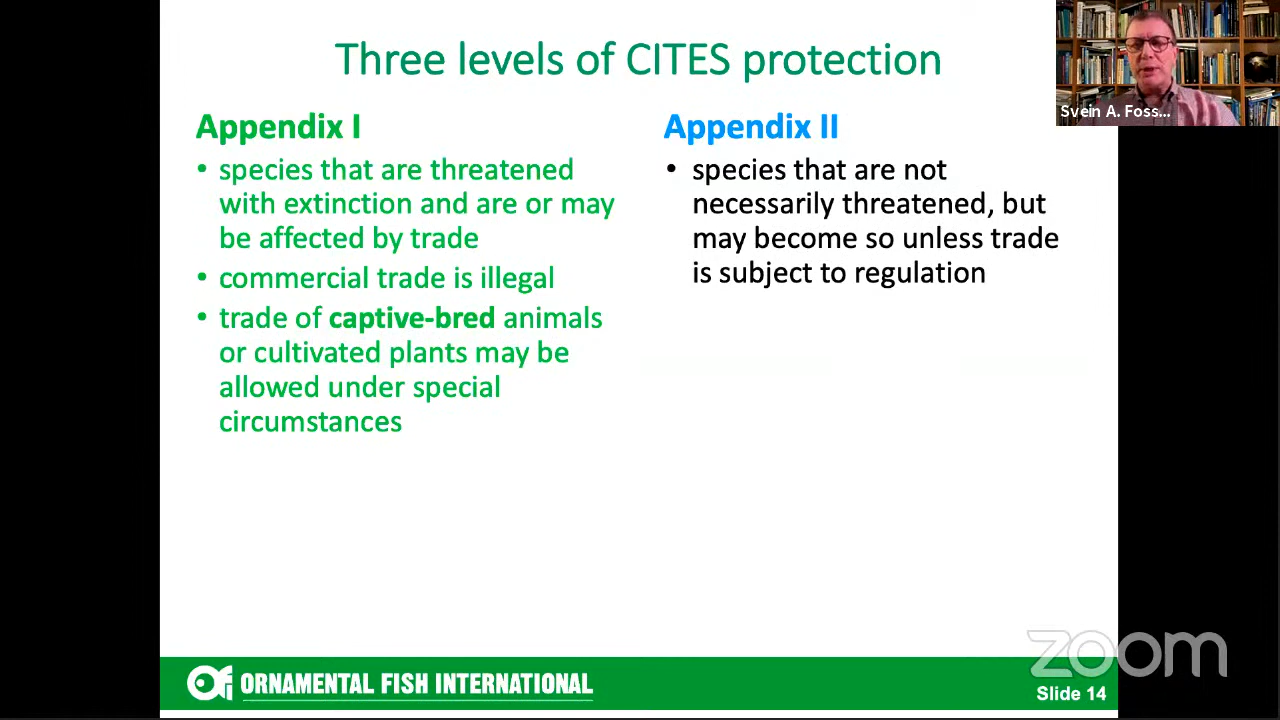 Three levels of CITES protection
Svein A. Foss...
Appendix I
• species that are threatened
with extinction and are or may
be affected by trade
• commercial trade is illegal
• trade of captive-bred animals
or cultivated plants may be
allowed under special
circumstances
Appendix II
• species that are not
necessarily threatened, but
may become so unless trade
is subject to regulation
zoom
ORNAMENTAL FISH INTERNATIONAL
Slide 14